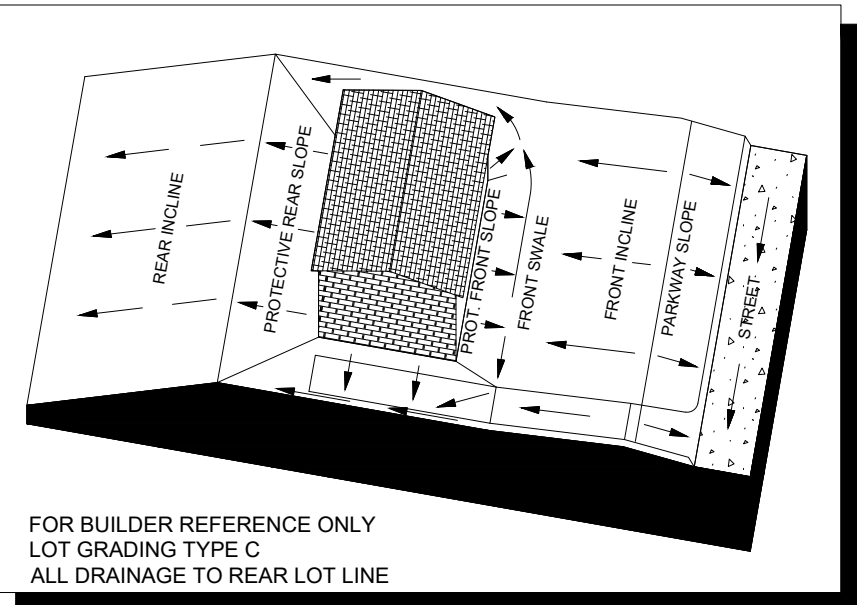 REAR INCLINE
PROTECTIVE REAR SLOPE
PROT. FRONT SLOPE
FRONT SWALE
FRONT INCLINE
PARKWAY SLOPE
STREET
FOR BUILDER REFERENCE ONLY
LOT GRADING TYPE C
ALL DRAINAGE TO REAR LOT LINE